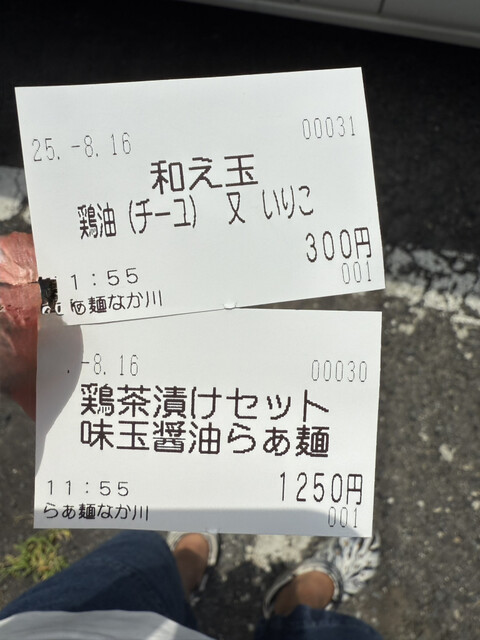 25.-8.16
00031
和え玉
鶏油(チーユ) 又 いりこ
300円
1:55
001
らぁ麺なか川
.-8.16
00030
鶏茶漬けセット
味玉醤油らぁ麺
1250円
11:55
001
らぁ麺なか川